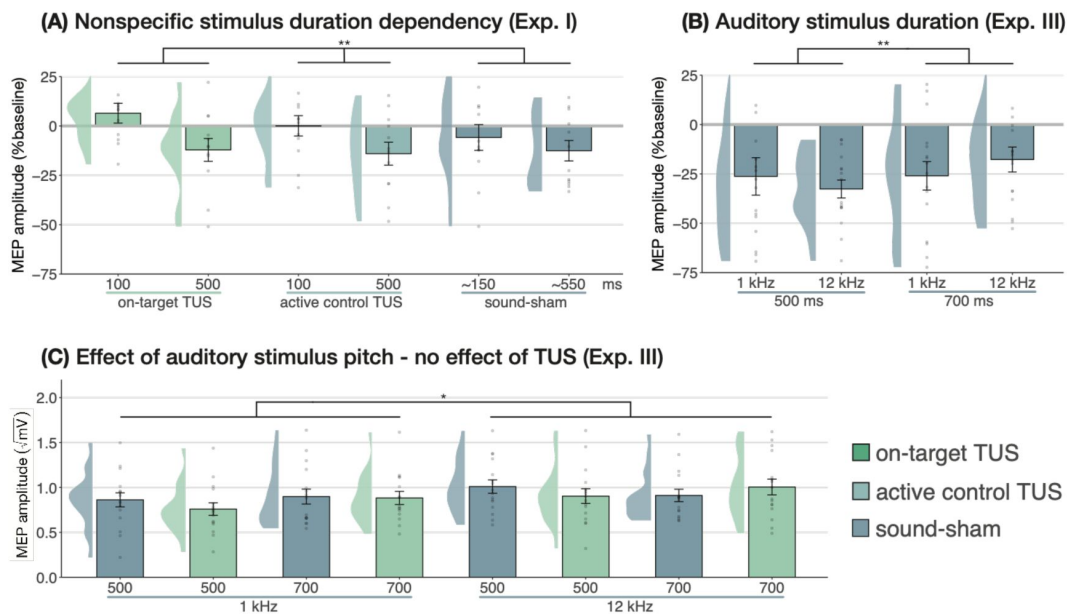 (A) Nonspecific stimulus duration dependency (Exp. I)
**
MEP amplitude (%baseline)
25
0
−25
−50
−75
100 500 100 500 ~150 ~550 ms
on-target TUS active control TUS sound-sham
(B) Auditory stimulus duration (Exp. III)
**
MEP amplitude (%baseline)
25
0
−25
−50
−75
1 kHz 12 kHz 1 kHz 12 kHz
500 ms 700 ms
(C) Effect of auditory stimulus pitch - no effect of TUS (Exp. III)
*
MEP amplitude (√mV)
2.0
1.5
1.0
0.5
0.0
500 500 700 700 500 500 700 700
1 kHz 12 kHz
on-target TUS
active control TUS
sound-sham